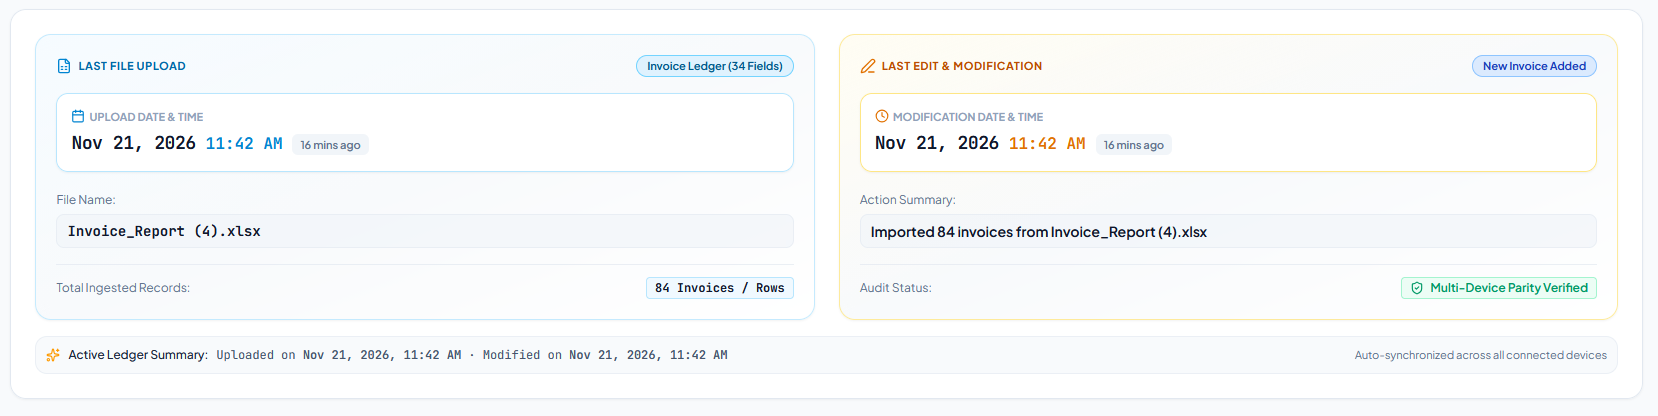 LAST FILE UPLOAD
Invoice Ledger (34 Fields)
UPLOAD DATE & TIME
Nov 21, 2026 11:42 AM 16 mins ago
File Name:
Invoice_Report (4).xlsx
Total Ingested Records:
84 Invoices / Rows
LAST EDIT & MODIFICATION
New Invoice Added
MODIFICATION DATE & TIME
Nov 21, 2026 11:42 AM 16 mins ago
Action Summary:
Imported 84 invoices from Invoice_Report (4).xlsx
Audit Status:
Multi-Device Parity Verified
Active Ledger Summary: Uploaded on Nov 21, 2026, 11:42 AM · Modified on Nov 21, 2026, 11:42 AM
Auto-synchronized across all connected devices